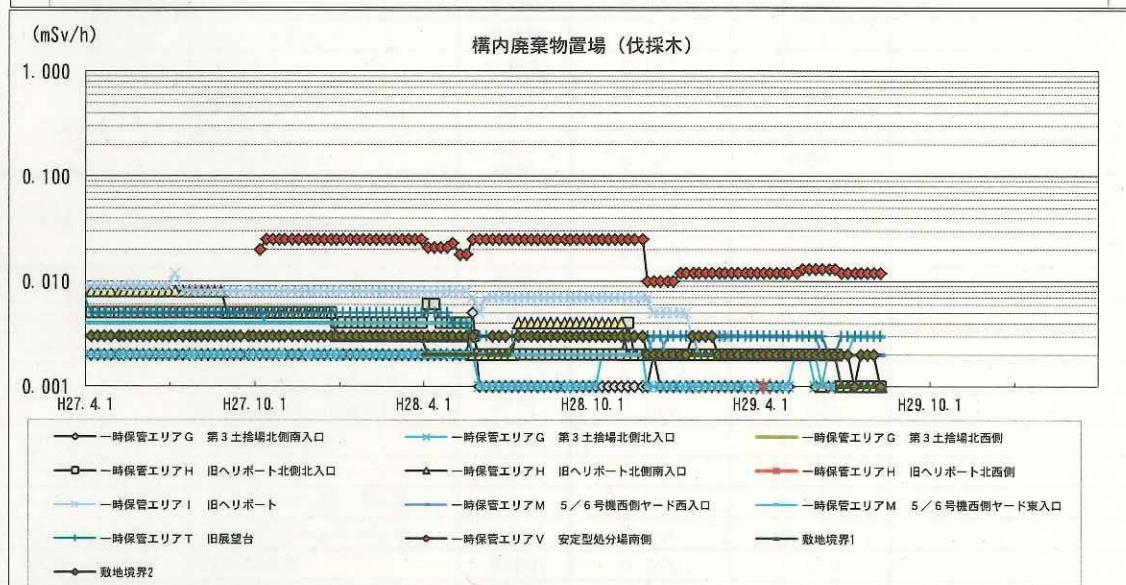 (mSv/h)
構内廃棄物置場（伐採木）
1.000
0.100
0.010
0.001
H27.4.1 H27.10.1 H28.4.1 H28.10.1 H29.4.1 H29.10.1
一時保管エリアG 第3土捨場北側南入口 一時保管エリアG 第3土捨場北側北入口 一時保管エリアG 第3土捨場北西側
一時保管エリアH 旧ヘリポート北側北入口 一時保管エリアH 旧ヘリポート北側南入口 一時保管エリアH 旧ヘリポート北西側
一時保管エリアI 旧ヘリポート 一時保管エリアM 5／6号機西側ヤード西入口 一時保管エリアM 5／6号機西側ヤード東入口
一時保管エリアT 旧展望台 一時保管エリアV 安定型処分場南側 敷地境界1
敷地境界2